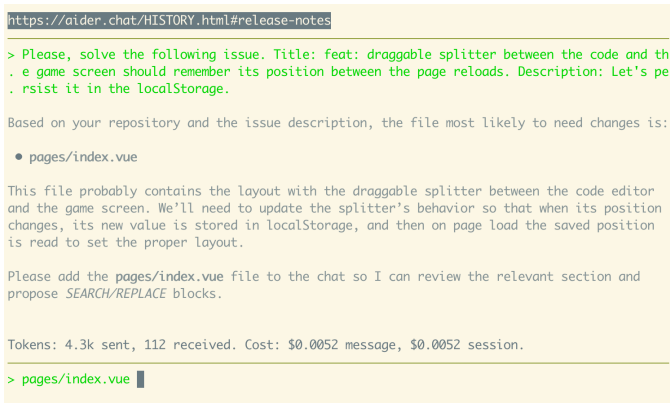 https://aider.chat/HISTORY.html#release-notes
> Please, solve the following issue. Title: feat: draggable splitter between the code and th
. e game screen should remember its position between the page reloads. Description: Let's pe
. rsist it in the localStorage.
Based on your repository and the issue description, the file most likely to need changes is:
• pages/index.vue
This file probably contains the layout with the draggable splitter between the code editor
and the game screen. We’ll need to update the splitter’s behavior so that when its position
changes, its new value is stored in localStorage, and then on page load the saved position
is read to set the proper layout.
Please add the pages/index.vue file to the chat so I can review the relevant section and
propose SEARCH/REPLACE blocks.
Tokens: 4.3k sent, 112 received. Cost: $0.0052 message, $0.0052 session.
> pages/index.vue